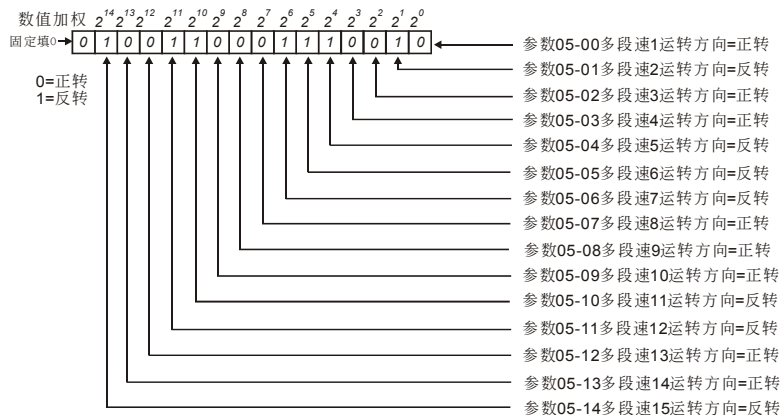 数值加权 2^14 2^13 2^12 2^11 2^10 2^9 2^8 2^7 2^6 2^5 2^4 2^3 2^2 2^1 2^0
固定填0 0 1 0 0 1 1 0 0 0 1 1 1 0 0 1 0
0=正转
1=反转
参数05-00多段速1运转方向=正转
参数05-01多段速2运转方向=反转
参数05-02多段速3运转方向=正转
参数05-03多段速4运转方向=正转
参数05-04多段速5运转方向=反转
参数05-05多段速6运转方向=反转
参数05-06多段速7运转方向=反转
参数05-07多段速8运转方向=正转
参数05-08多段速9运转方向=正转
参数05-09多段速10运转方向=正转
参数05-10多段速11运转方向=反转
参数05-11多段速12运转方向=反转
参数05-12多段速13运转方向=正转
参数05-13多段速14运转方向=正转
参数05-14多段速15运转方向=反转